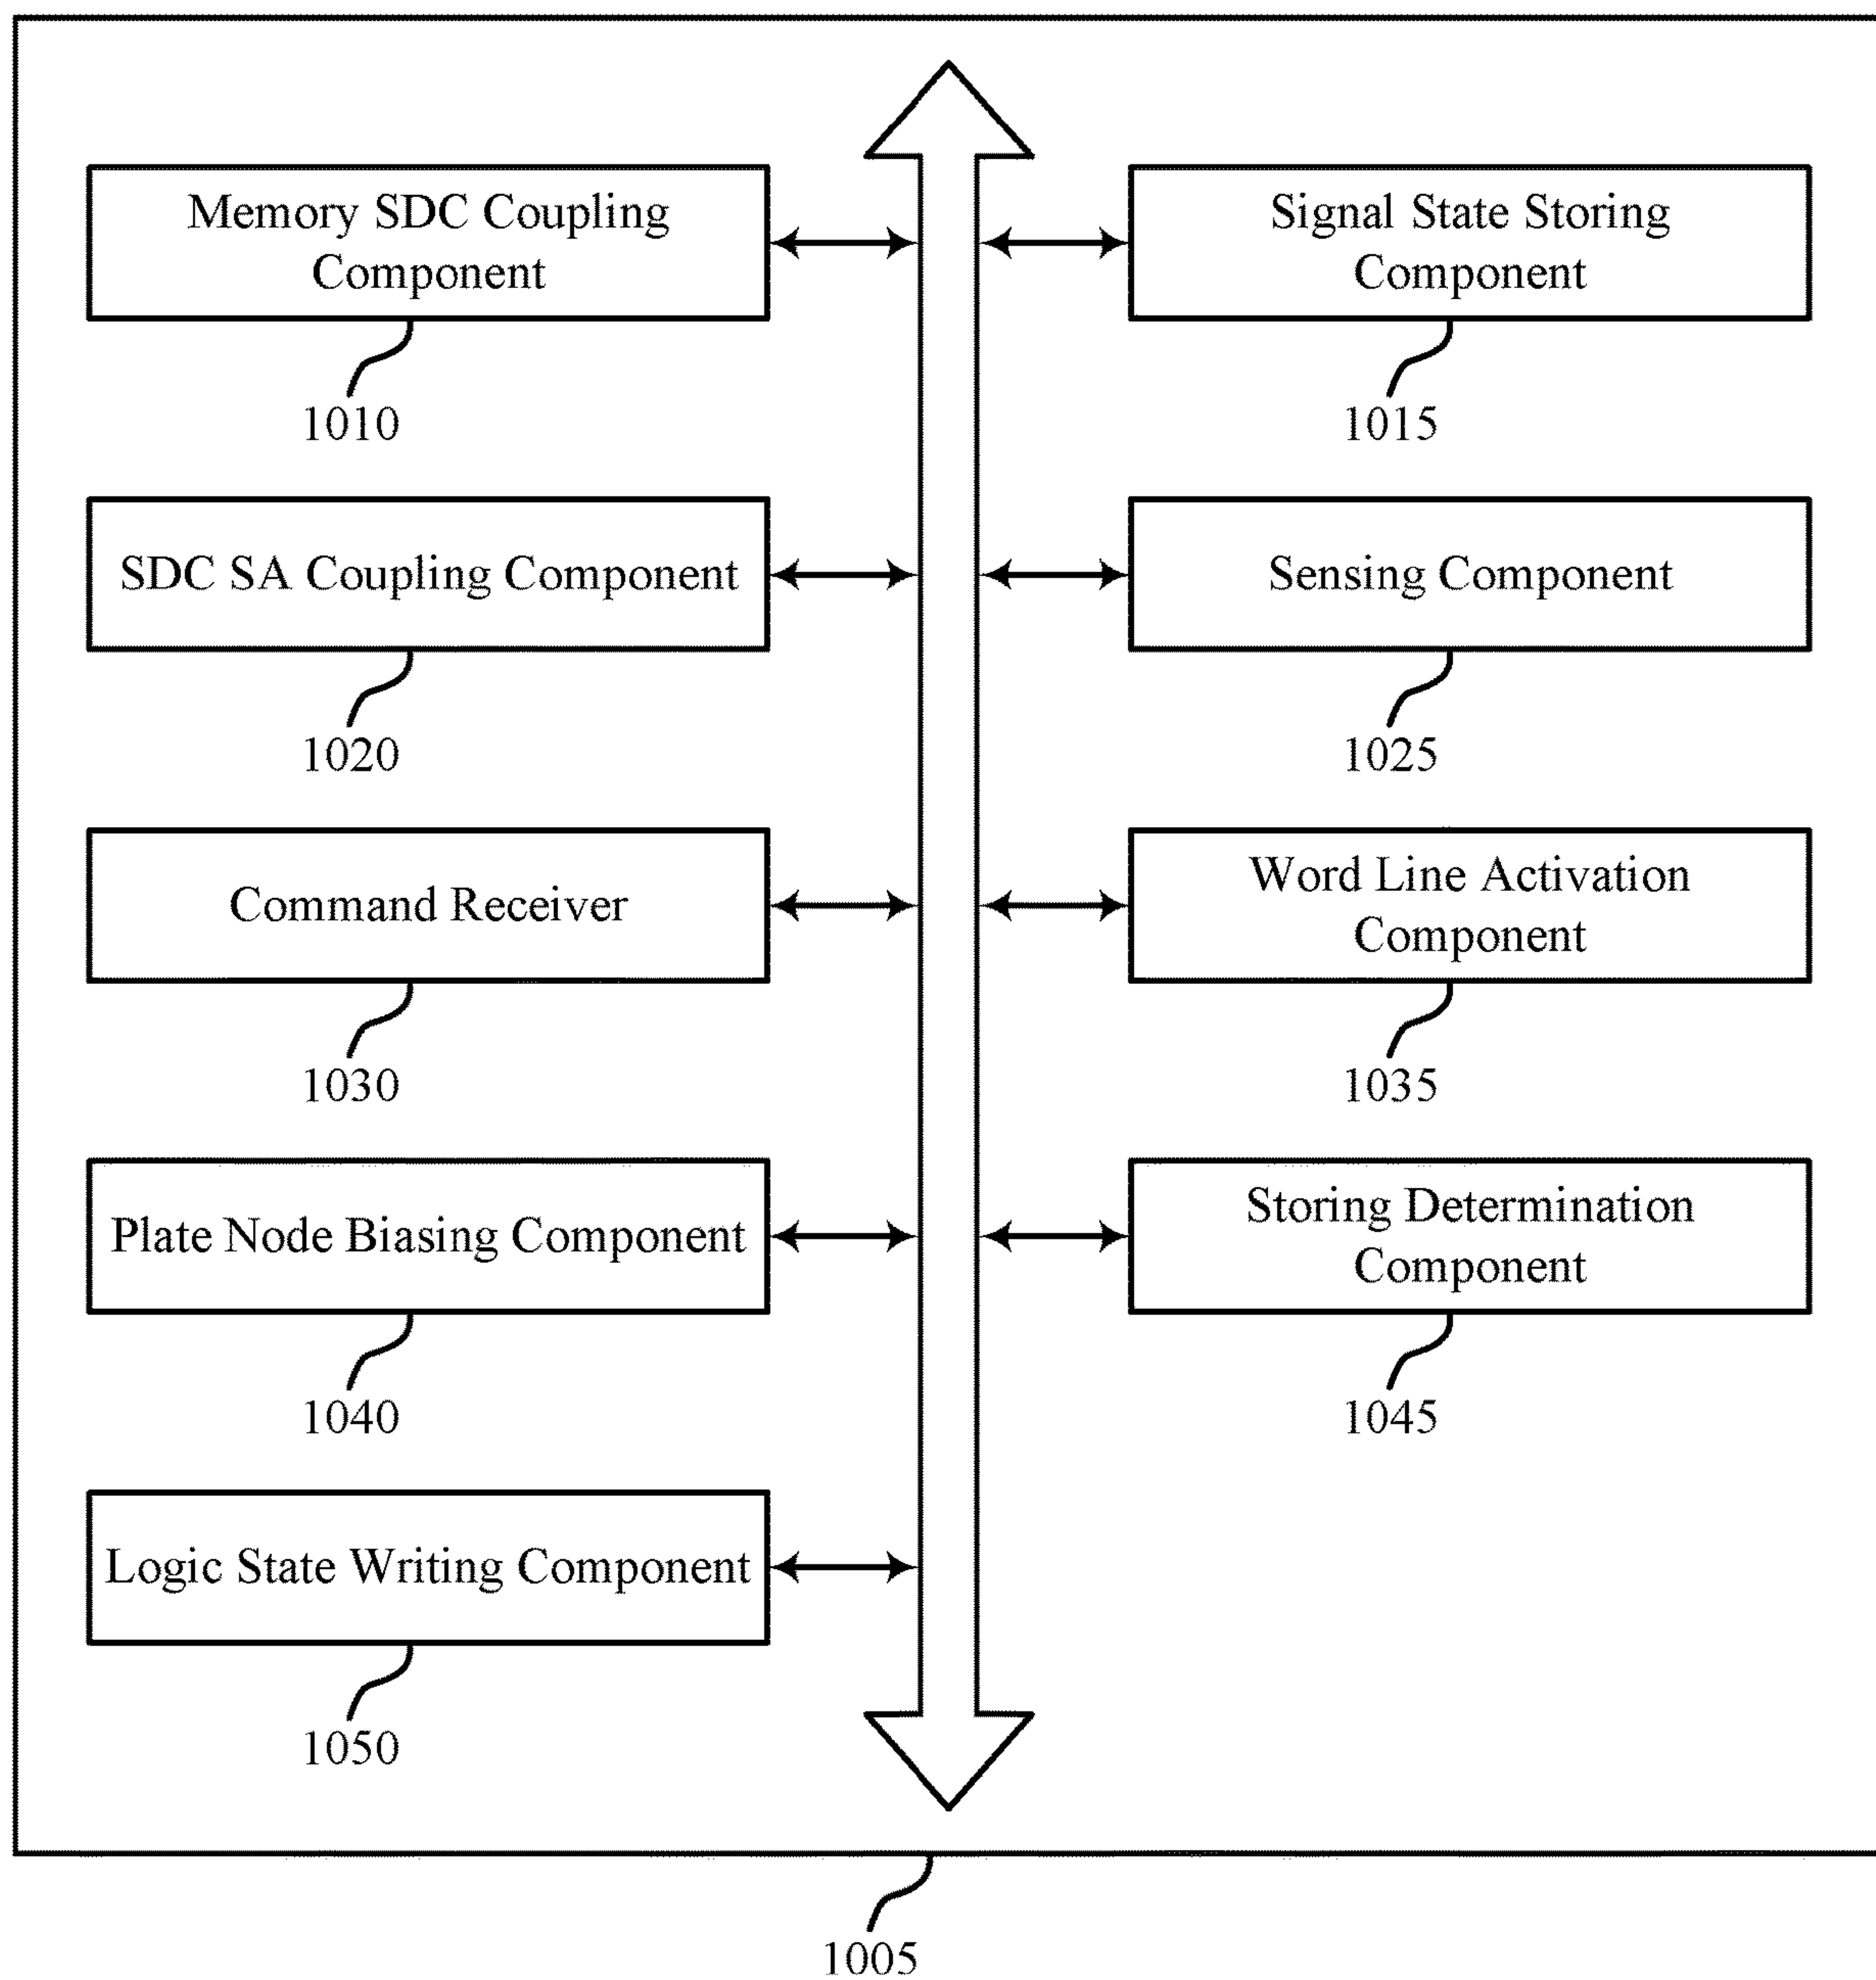 Memory SDC Coupling
Component
1010
Signal State Storing
Component
1015
SDC SA Coupling Component
1020
Sensing Component
1025
Command Receiver
1030
Word Line Activation
Component
1035
Plate Node Biasing Component
1040
Storing Determination
Component
1045
Logic State Writing Component
1050
1005